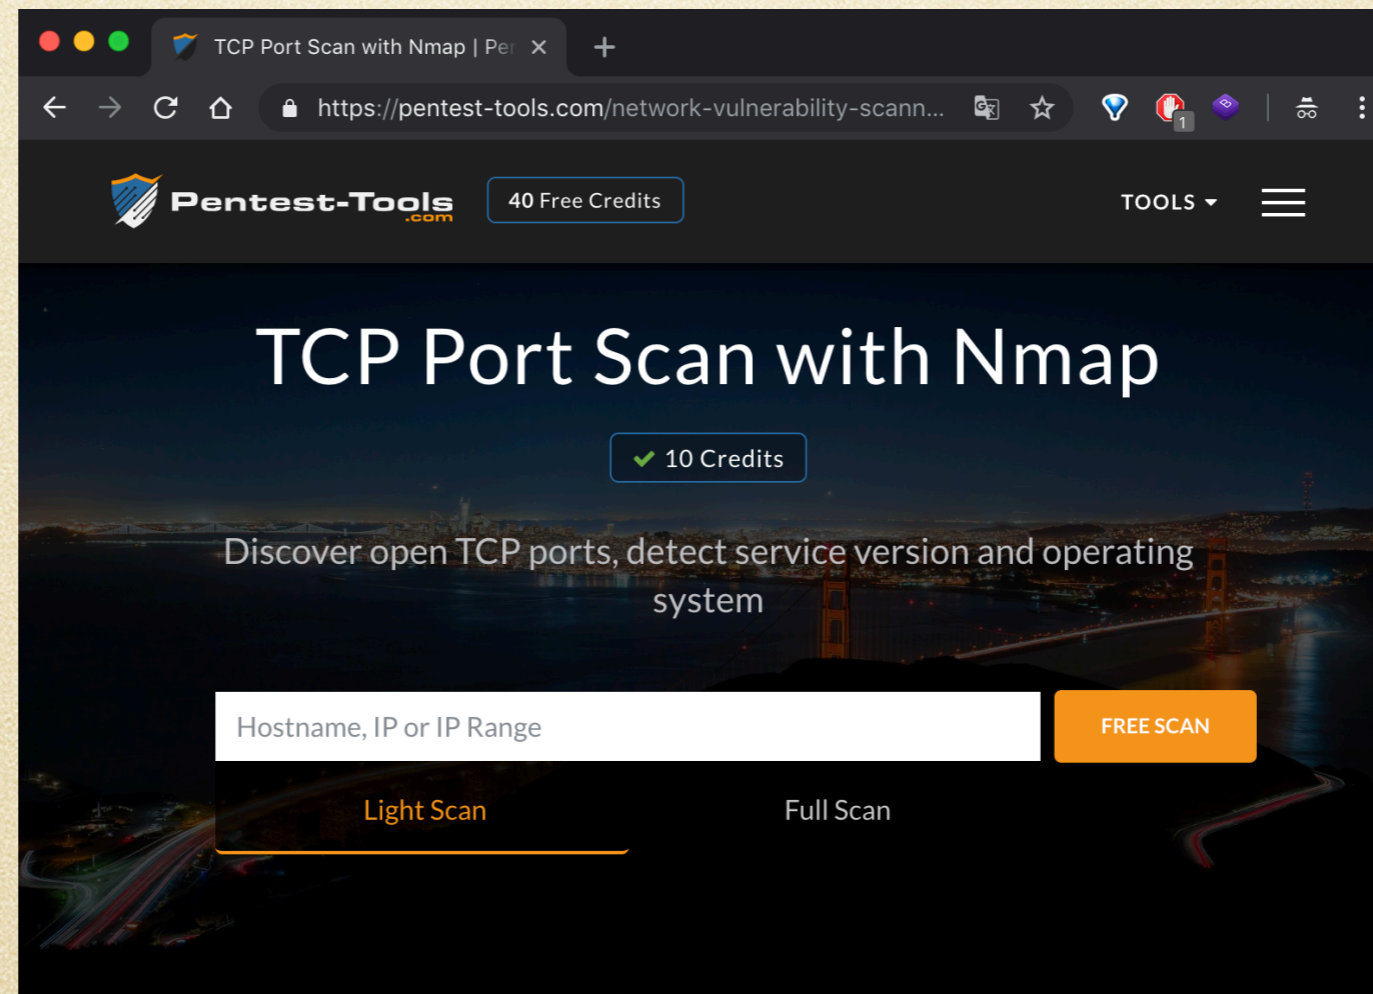 TCP Port Scan with Nmap | Pe
https://pentest-tools.com/network-vulnerability-scann...
1
Pentest-Tools
.com
40 Free Credits
TOOLS
TCP Port Scan with Nmap
10 Credits
Discover open TCP ports, detect service version and operating
system
Hostname, IP or IP Range
FREE SCAN
Light Scan
Full Scan